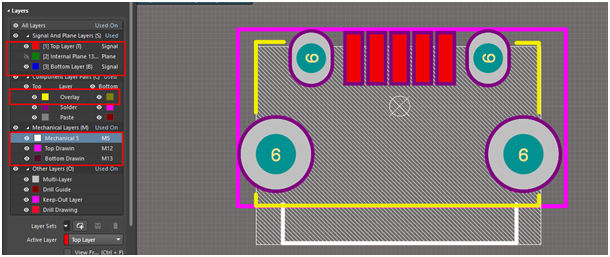 Layers
All Layers Used On
Signal And Plane Layers (S) Used On
[1] Top Layer (T) Signal
[2] Internal Plane 13... Plane
[3] Bottom Layer (B) Signal
Component Layer Pairs (C) Used On
Top Layer Bottom
Overlay
Solder
Paste
Mechanical Layers (M) Used On
Mechanical 5 M5
Top Drawin M12
Bottom Drawin M13
Other Layers (O) Used On
Multi-Layer
Drill Guide
Keep-Out Layer
Drill Drawing
Layer Sets
Active Layer Top Layer
View Fr... (Ctrl + F)
6 6
6 6